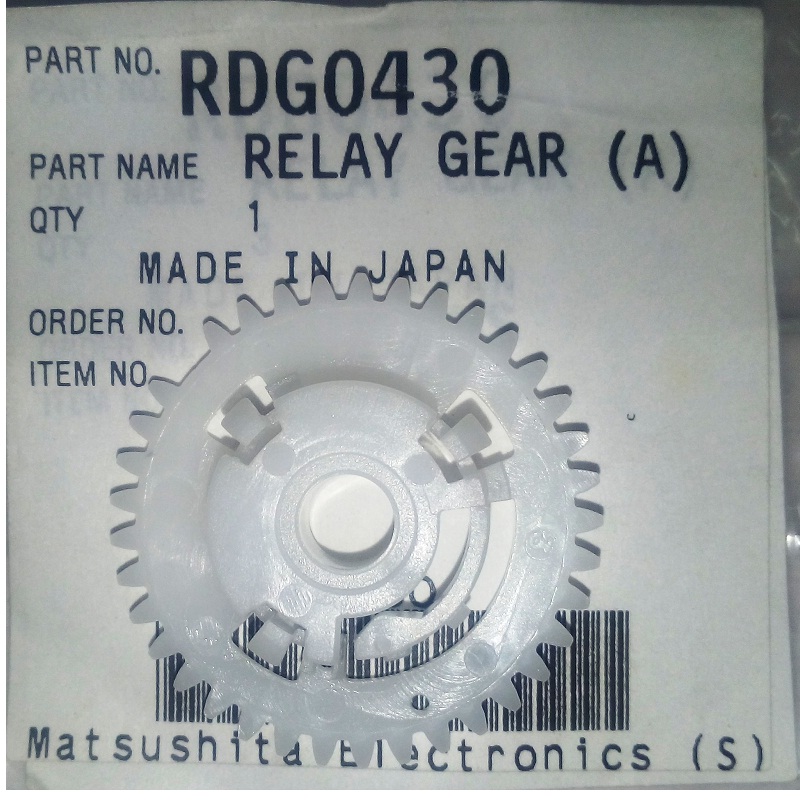 PART NO. RDG0430
PART NAME RELAY GEAR (A)
QTY 1
MADE IN JAPAN
ORDER NO.
ITEM NO.
Matsushita Electronics (S)